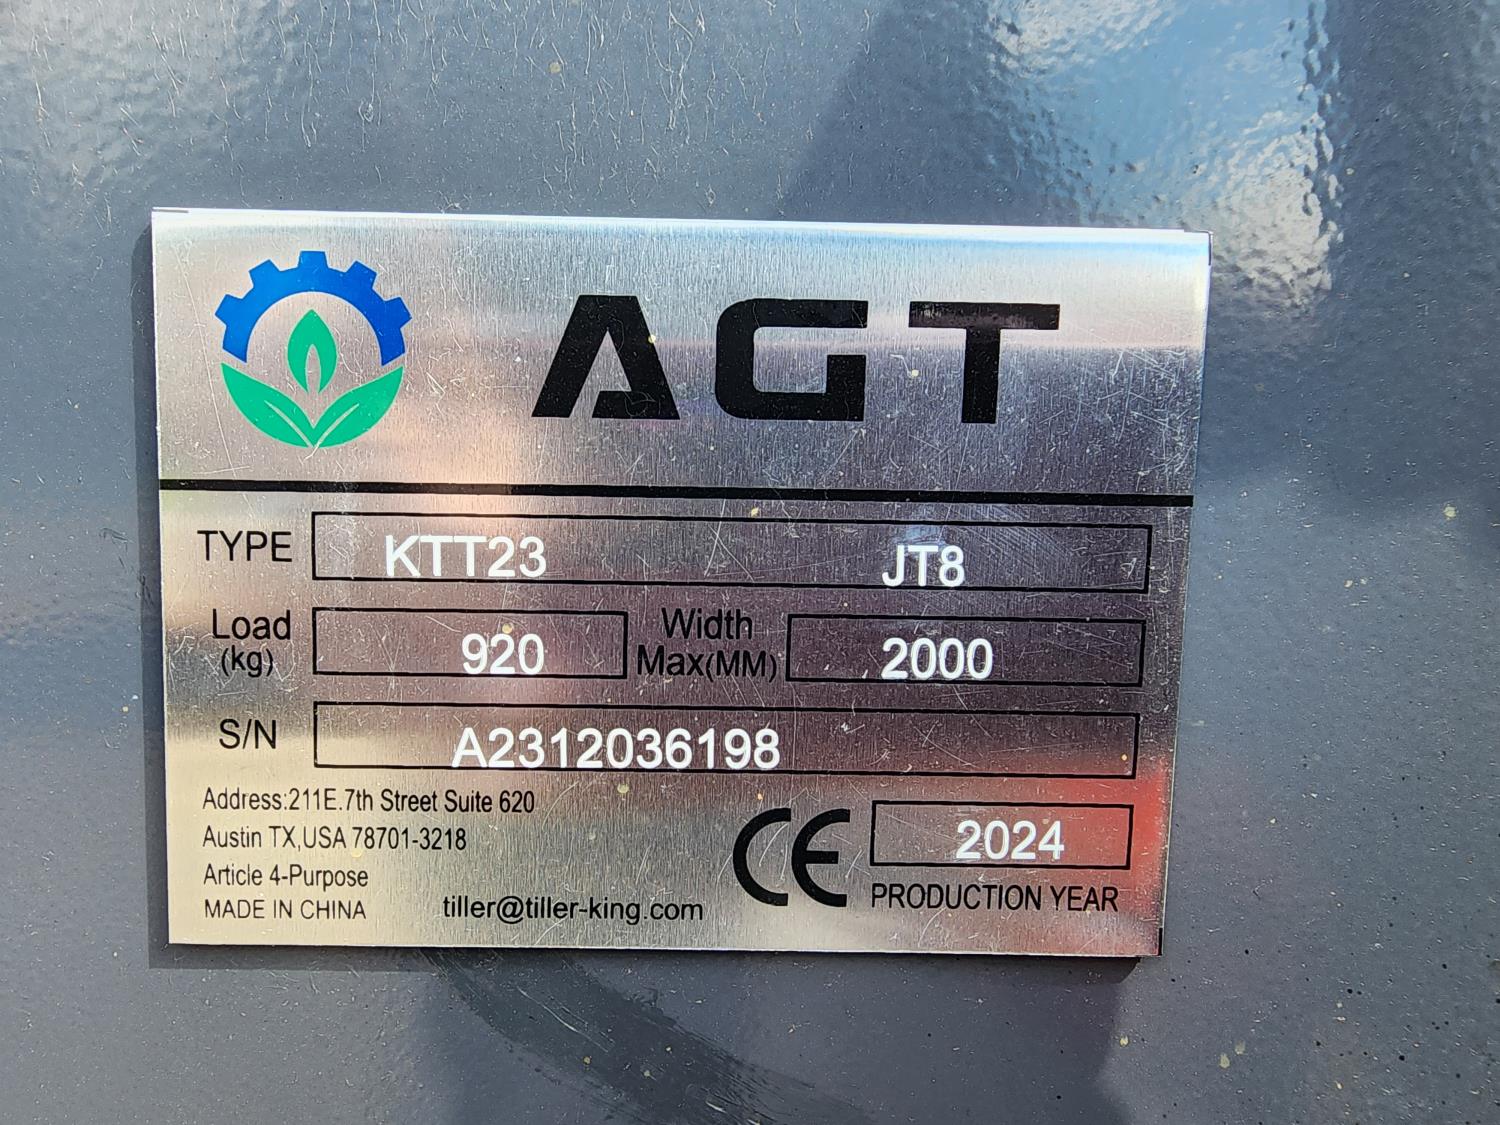 AGT
TYPE KTT23 JT8
Load (kg) 920 Width Max(MM) 2000
S/N A2312036198
Address:211E.7th Street Suite 620
Austin TX,USA 78701-3218
Article 4-Purpose
MADE IN CHINA
tiller@tiller-king.com
CE
2024
PRODUCTION YEAR